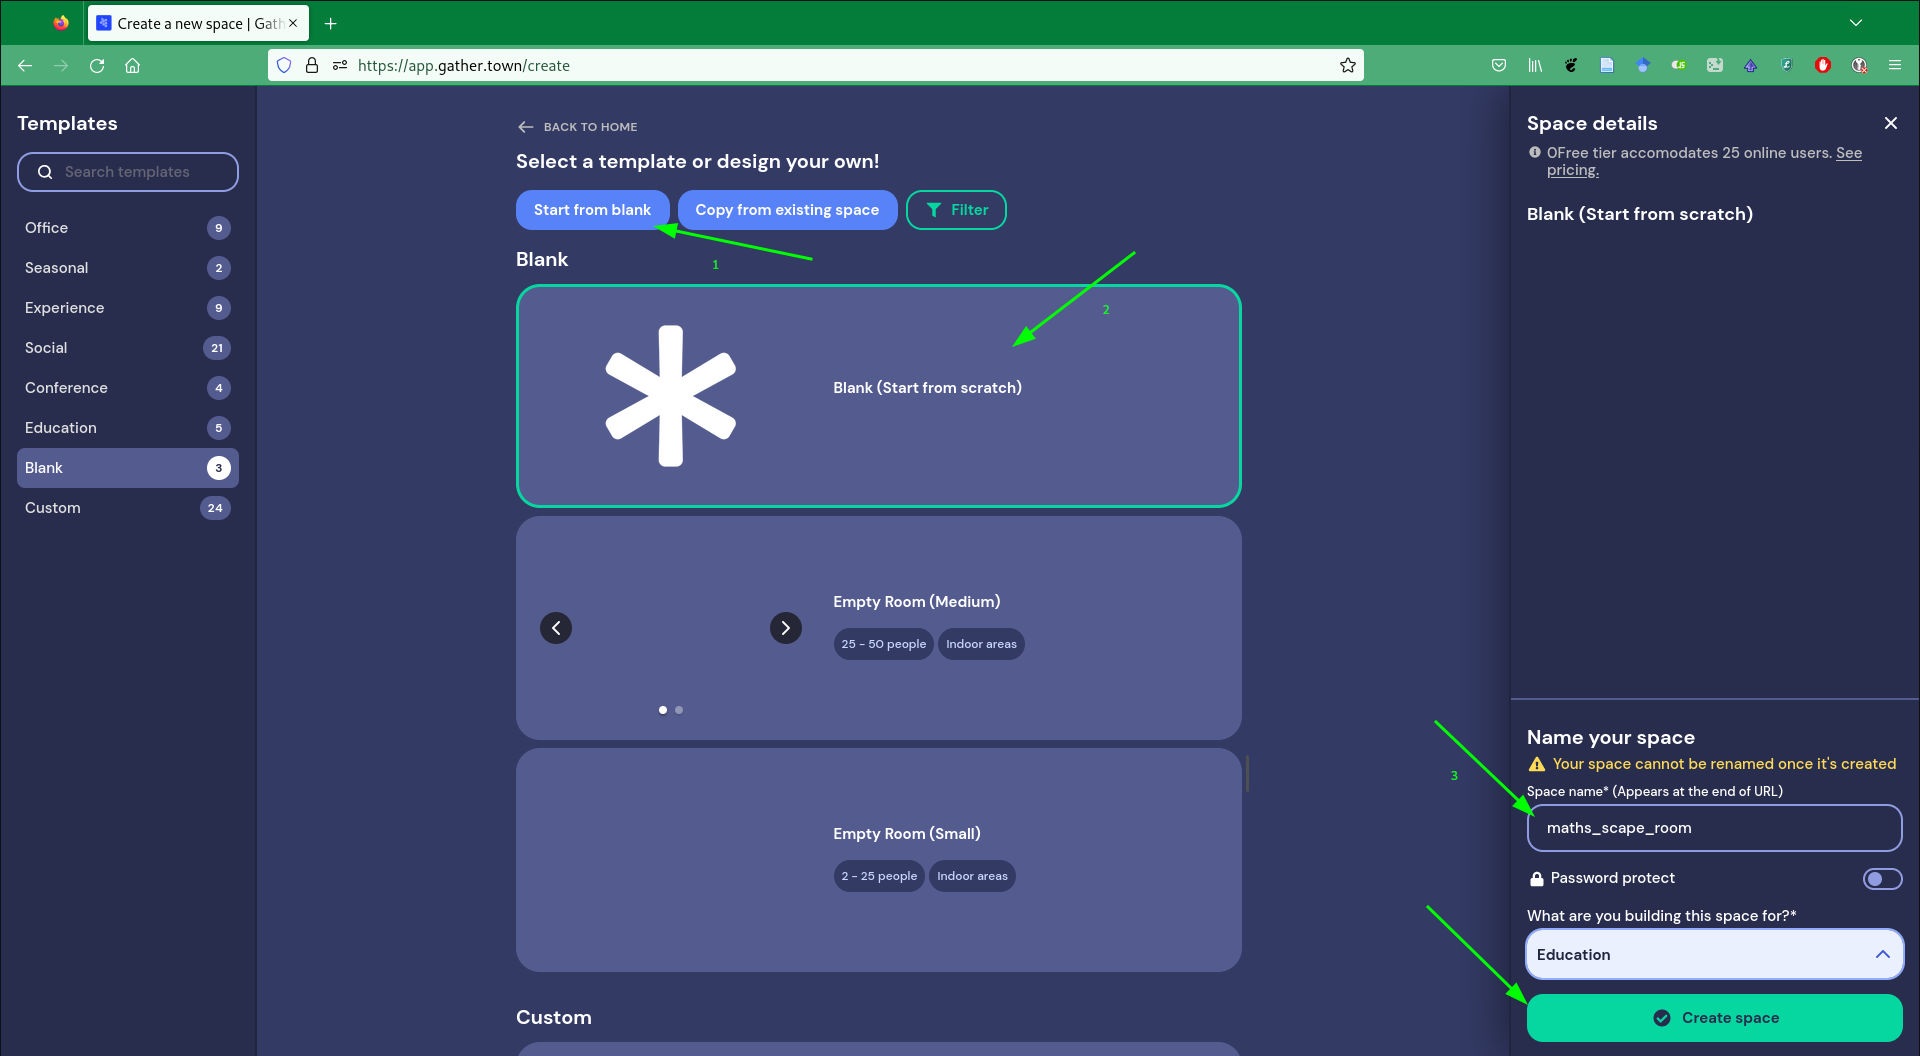 Create a new space | Gath
https://app.gather.town/create
Templates
Search templates
Office 9
Seasonal 2
Experience 9
Social 21
Conference 4
Education 5
Blank 3
Custom 24
BACK TO HOME
Select a template or design your own!
Start from blank
Copy from existing space
Filter
1
Blank
2
Blank (Start from scratch)
Empty Room (Medium)
25 - 50 people
Indoor areas
Empty Room (Small)
2 - 25 people
Indoor areas
Custom
Space details
0Free tier accomodates 25 online users. See
pricing.
Blank (Start from scratch)
Name your space
Your space cannot be renamed once it's created
3
Space name* (Appears at the end of URL)
maths_scape_room
Password protect
What are you building this space for?*
Education
Create space